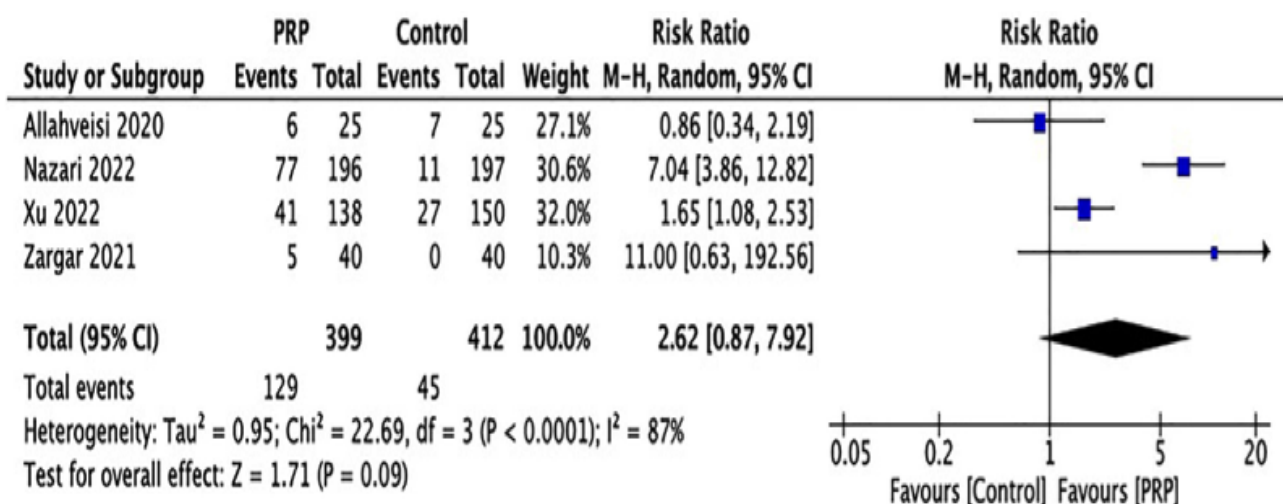 PRP Control Risk Ratio Risk Ratio
Study or Subgroup Events Total Events Total Weight M-H, Random, 95% CI M-H, Random, 95% CI
Allahveisi 2020 6 25 7 25 27.1% 0.86 [0.34, 2.19]
Nazari 2022 77 196 11 197 30.6% 7.04 [3.86, 12.82]
Xu 2022 41 138 27 150 32.0% 1.65 [1.08, 2.53]
Zargar 2021 5 40 0 40 10.3% 11.00 [0.63, 192.56]
Total (95% CI) 399 412 100.0% 2.62 [0.87, 7.92]
Total events 129 45
Heterogeneity: Tau² = 0.95; Chi² = 22.69, df = 3 (P < 0.0001); I² = 87%
Test for overall effect: Z = 1.71 (P = 0.09)
0.05 0.2 1 5 20
Favours [Control] Favours [PRP]